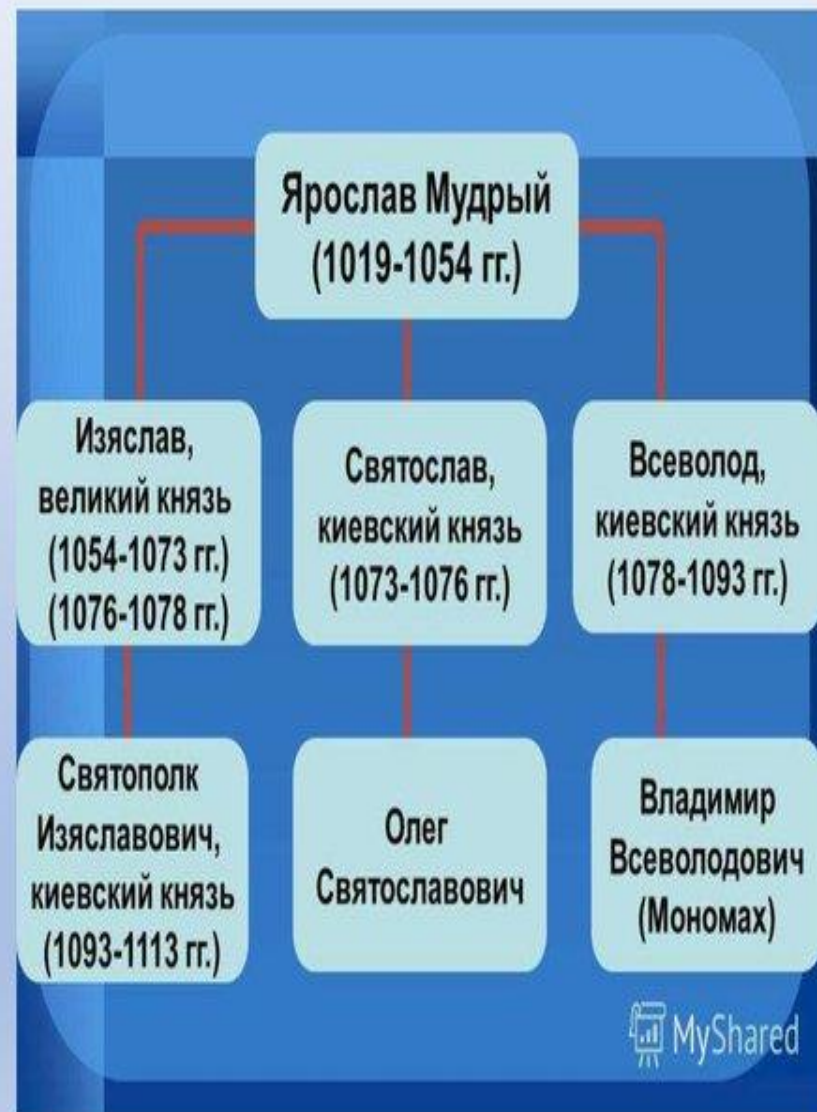 Ярослав Мудрый
(1019-1054 гг.)
Изяслав,
великий князь
(1054-1073 гг.)
(1076-1078 гг.)
Святослав,
киевский князь
(1073-1076 гг.)
Всеволод,
киевский князь
(1078-1093 гг.)
Святополк
Изяславович,
киевский князь
(1093-1113 гг.)
Олег
Святославович
Владимир
Всеволодович
(Мономах)
MyShared